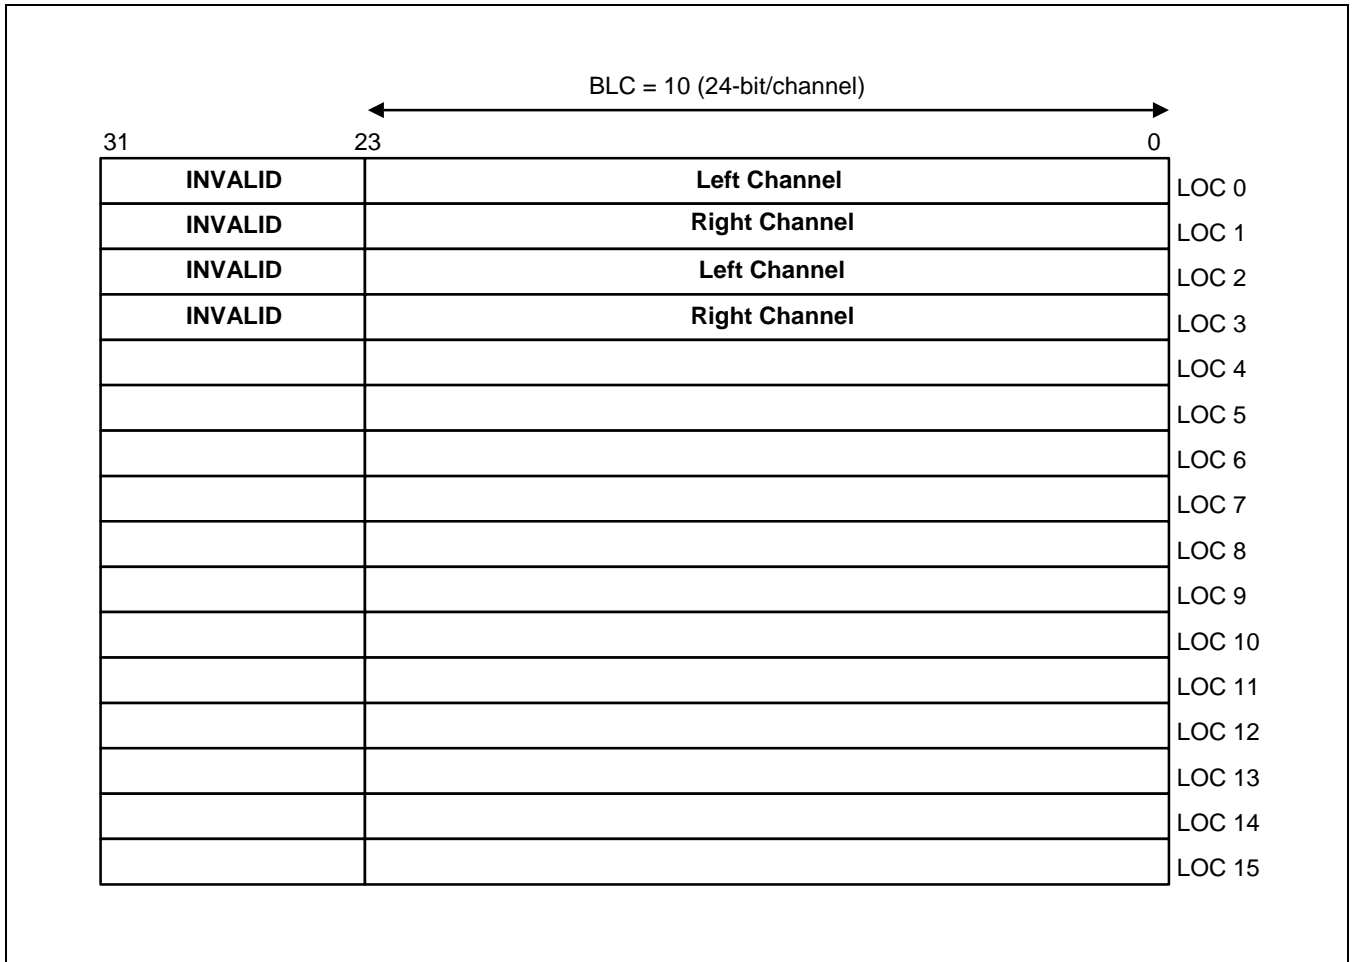 BLC = 10 (24-bit/channel)
31 23 0
INVALID Left Channel LOC 0
INVALID Right Channel LOC 1
INVALID Left Channel LOC 2
INVALID Right Channel LOC 3
LOC 4
LOC 5
LOC 6
LOC 7
LOC 8
LOC 9
LOC 10
LOC 11
LOC 12
LOC 13
LOC 14
LOC 15